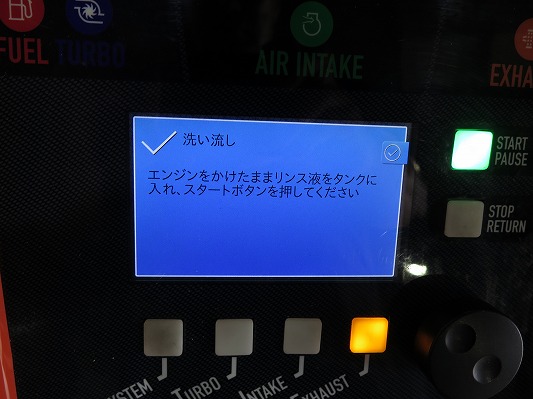 FUEL TURBO
AIR INTAKE
EXHA
洗い流し
エンジンをかけたままリンス液をタンクに
入れ、スタートボタンを押してください
START
PAUSE
STOP
RETURN
YSTEM
TURBO
INTAKE
EXHAUST